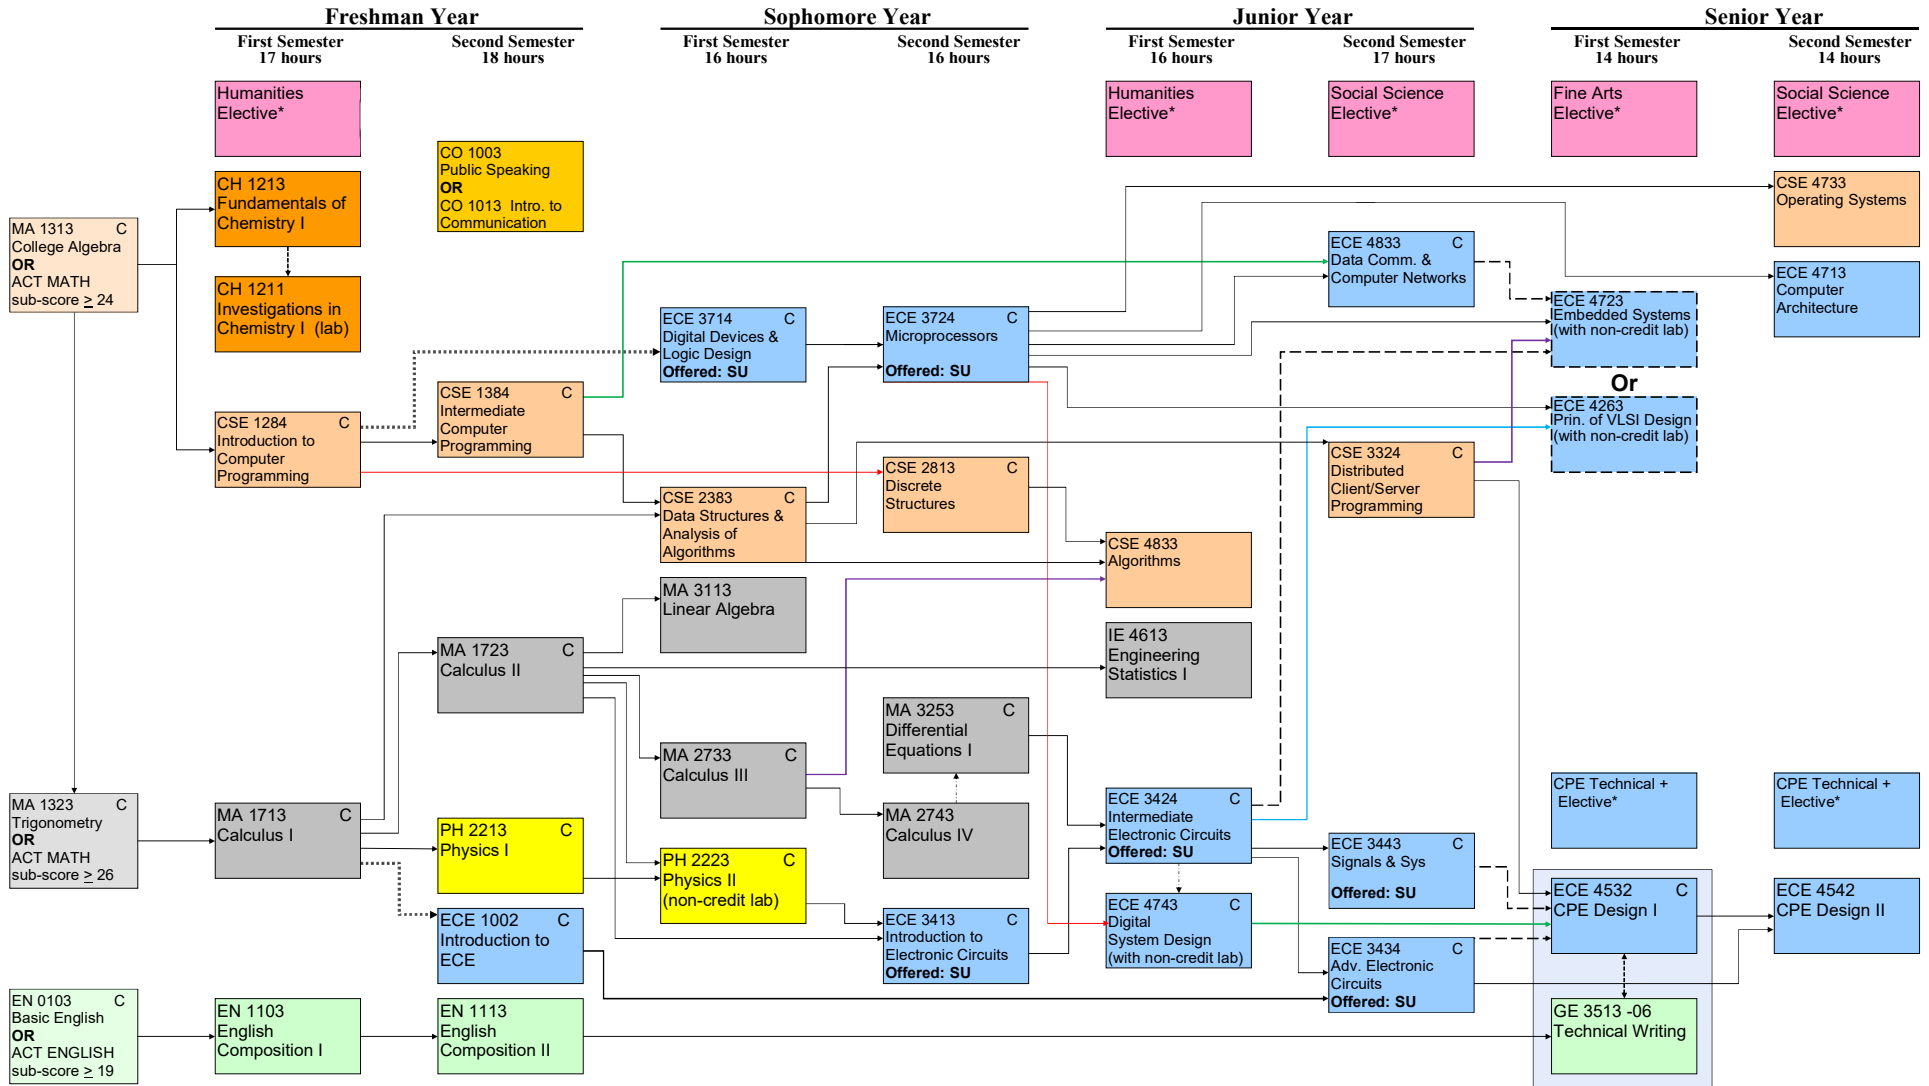 Freshman Year
Sophomore Year
Junior Year
Senior Year
First Semester
17 hours
Second Semester
18 hours
First Semester
16 hours
Second Semester
16 hours
First Semester
16 hours
Second Semester
17 hours
First Semester
14 hours
Second Semester
14 hours
MA 1313 C
College Algebra
OR
ACT MATH
sub-score ≥ 24
MA 1323 C
Trigonometry
OR
ACT MATH
sub-score ≥ 26
EN 0103 C
Basic English
OR
ACT ENGLISH
sub-score ≥ 19
Humanities
Elective*
CH 1213
Fundamentals of
Chemistry I
CH 1211
Investigations in
Chemistry I (lab)
CSE 1284 C
Introduction to
Computer
Programming
MA 1713 C
Calculus I
EN 1103
English
Composition I
CO 1003
Public Speaking
OR
CO 1013 Intro. to
Communication
CSE 1384 C
Intermediate
Computer
Programming
MA 1723 C
Calculus II
PH 2213 C
Physics I
ECE 1002 C
Introduction to
ECE
EN 1113
English
Composition II
ECE 3714 C
Digital Devices &
Logic Design
Offered: SU
CSE 2383 C
Data Structures &
Analysis of
Algorithms
MA 3113
Linear Algebra
MA 2733 C
Calculus III
PH 2223 C
Physics II
(non-credit lab)
ECE 3724 C
Microprocessors
Offered: SU
CSE 2813 C
Discrete
Structures
MA 3253 C
Differential
Equations I
MA 2743
Calculus IV
ECE 3413 C
Introduction to
Electronic Circuits
Offered: SU
Humanities
Elective*
CSE 4833
Algorithms
IE 4613
Engineering
Statistics I
ECE 3424 C
Intermediate
Electronic Circuits
Offered: SU
ECE 4743 C
Digital
System Design
(with non-credit lab)
Social Science
Elective*
ECE 4833 C
Data Comm. &
Computer Networks
CSE 3324 C
Distributed
Client/Server
Programming
ECE 3443 C
Signals & Sys
Offered: SU
ECE 3434 C
Adv. Electronic
Circuits
Offered: SU
Fine Arts
Elective*
ECE 4723
Embedded Systems
(with non-credit lab)
Or
ECE 4263
Prin. of VLSI Design
(with non-credit lab)
CPE Technical +
Elective*
ECE 4532 C
CPE Design I
GE 3513 -06
Technical Writing
Social Science
Elective*
CSE 4733
Operating Systems
ECE 4713
Computer
Architecture
CPE Technical +
Elective*
ECE 4542
CPE Design II